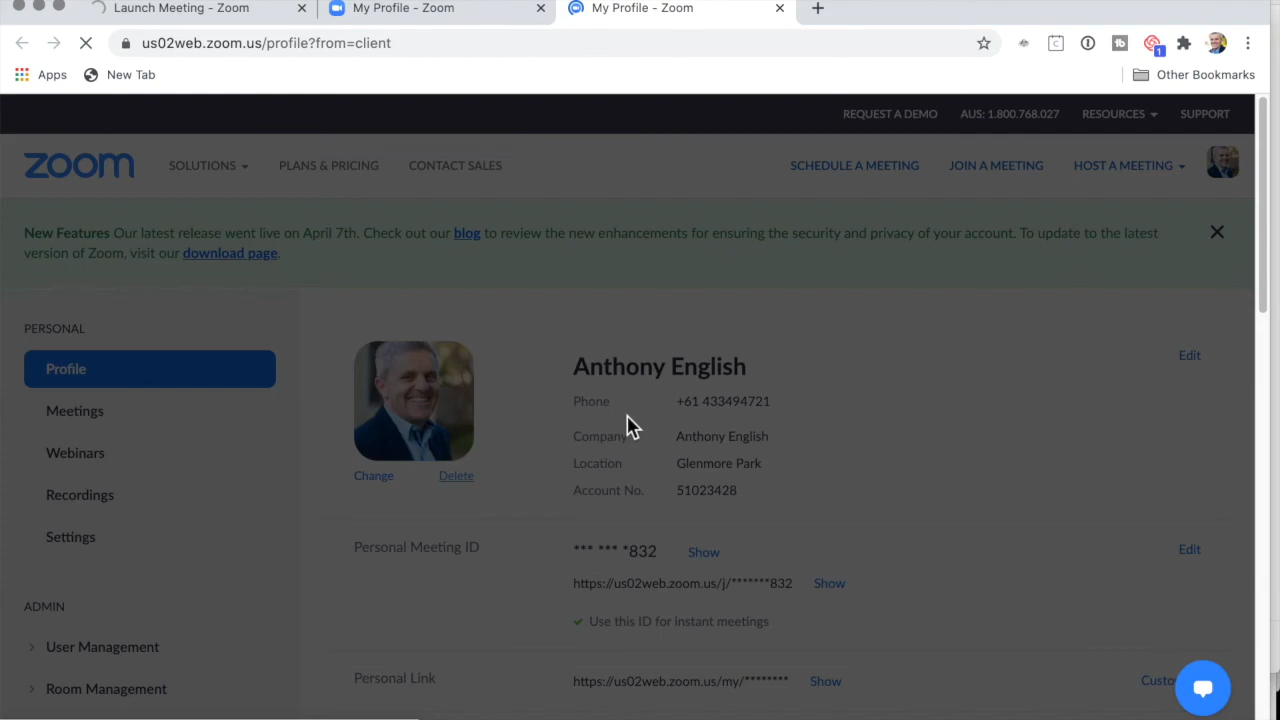 Launch Meeting - Zoom
My Profile - Zoom
My Profile - Zoom
us02web.zoom.us/profile?from=client
1
Apps
New Tab
Other Bookmarks
REQUEST A DEMO
AUS: 1.800.768.027
RESOURCES
SUPPORT
zoom
SOLUTIONS
PLANS & PRICING
CONTACT SALES
SCHEDULE A MEETING
JOIN A MEETING
HOST A MEETING
New Features Our latest release went live on April 7th. Check out our blog to review the new enhancements for ensuring the security and privacy of your account. To update to the latest
version of Zoom, visit our download page.
PERSONAL
Profile
Meetings
Webinars
Recordings
Settings
ADMIN
User Management
Room Management
Change
Delete
Anthony English
Edit
Phone +61 433494721
Company Anthony English
Location Glenmore Park
Account No. 51023428
Personal Meeting ID
*** *** *832 Show
Edit
https://us02web.zoom.us/j/*******832 Show
Use this ID for instant meetings
Personal Link
https://us02web.zoom.us/my/******** Show